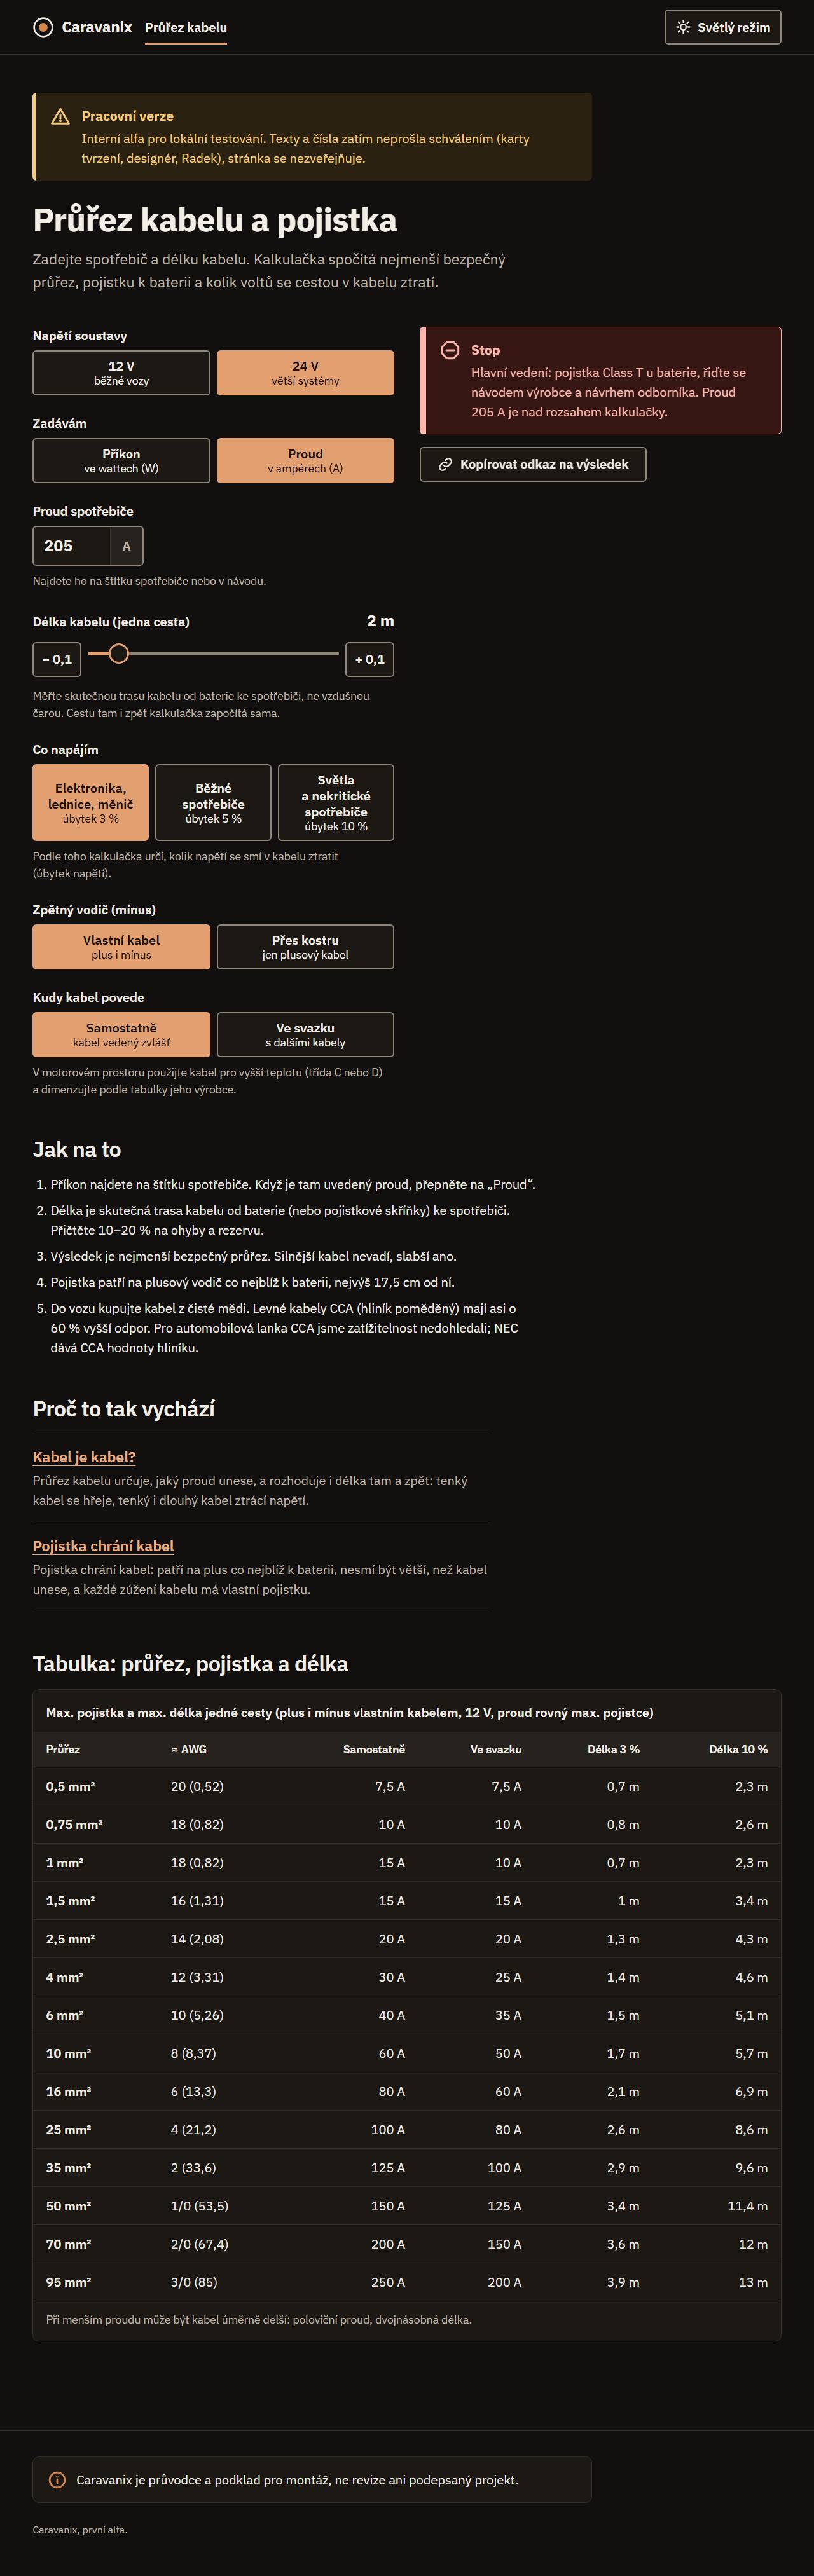 Caravanix
Průřez kabelu
Světlý režim
Pracovní verze
Interní alfa pro lokální testování. Texty a čísla zatím neprošla schválením (karty
tvrzení, designér, Radek), stránka se nezveřejňuje.
Průřez kabelu a pojistka
Zadejte spotřebič a délku kabelu. Kalkulačka spočítá nejmenší bezpečný
průřez, pojistku k baterii a kolik voltů se cestou v kabelu ztratí.
Napětí soustavy
12 V
běžné vozy
24 V
větší systémy
Zadávám
Příkon
ve wattech (W)
Proud
v ampérech (A)
Proud spotřebiče
205 A
Najdete ho na štítku spotřebiče nebo v návodu.
Délka kabelu (jedna cesta) 2 m
− 0,1
+ 0,1
Měřte skutečnou trasu kabelu od baterie ke spotřebiči, ne vzdušnou
čarou. Cestu tam i zpět kalkulačka započítá sama.
Co napájím
Elektronika,
lednice, měnič
úbytek 3 %
Běžné
spotřebiče
úbytek 5 %
Světla
a nekritické
spotřebiče
úbytek 10 %
Podle toho kalkulačka určí, kolik napětí se smí v kabelu ztratit
(úbytek napětí).
Zpětný vodič (mínus)
Vlastní kabel
plus i mínus
Přes kostru
jen plusový kabel
Kudy kabel povede
Samostatně
kabel vedený zvlášť
Ve svazku
s dalšími kabely
V motorovém prostoru použijte kabel pro vyšší teplotu (třída C nebo D)
a dimenzujte podle tabulky jeho výrobce.
Stop
Hlavní vedení: pojistka Class T u baterie, řiďte se
návodem výrobce a návrhem odborníka. Proud
205 A je nad rozsahem kalkulačky.
Kopírovat odkaz na výsledek
Jak na to
1. Příkon najdete na štítku spotřebiče. Když je tam uvedený proud, přepněte na „Proud“.
2. Délka je skutečná trasa kabelu od baterie (nebo pojistkové skříňky) ke spotřebiči.
Přičtěte 10–20 % na ohyby a rezervu.
3. Výsledek je nejmenší bezpečný průřez. Silnější kabel nevadí, slabší ano.
4. Pojistka patří na plusový vodič co nejblíž k baterii, nejvýš 17,5 cm od ní.
5. Do vozu kupujte kabel z čisté mědi. Levné kabely CCA (hliník poměděný) mají asi o
60 % vyšší odpor. Pro automobilová lanka CCA jsme zatížitelnost nedohledali; NEC
dává CCA hodnoty hliníku.
Proč to tak vychází
Kabel je kabel?
Průřez kabelu určuje, jaký proud unese, a rozhoduje i délka tam a zpět: tenký
kabel se hřeje, tenký i dlouhý kabel ztrácí napětí.
Pojistka chrání kabel
Pojistka chrání kabel: patří na plus co nejblíž k baterii, nesmí být větší, než kabel
unese, a každé zúžení kabelu má vlastní pojistku.
Tabulka: průřez, pojistka a délka
Max. pojistka a max. délka jedné cesty (plus i mínus vlastním kabelem, 12 V, proud rovný max. pojistce)
Průřez ≈ AWG Samostatně Ve svazku Délka 3 % Délka 10 %
0,5 mm² 20 (0,52) 7,5 A 7,5 A 0,7 m 2,3 m
0,75 mm² 18 (0,82) 10 A 10 A 0,8 m 2,6 m
1 mm² 18 (0,82) 15 A 10 A 0,7 m 2,3 m
1,5 mm² 16 (1,31) 15 A 15 A 1 m 3,4 m
2,5 mm² 14 (2,08) 20 A 20 A 1,3 m 4,3 m
4 mm² 12 (3,31) 30 A 25 A 1,4 m 4,6 m
6 mm² 10 (5,26) 40 A 35 A 1,5 m 5,1 m
10 mm² 8 (8,37) 60 A 50 A 1,7 m 5,7 m
16 mm² 6 (13,3) 80 A 60 A 2,1 m 6,9 m
25 mm² 4 (21,2) 100 A 80 A 2,6 m 8,6 m
35 mm² 2 (33,6) 125 A 100 A 2,9 m 9,6 m
50 mm² 1/0 (53,5) 150 A 125 A 3,4 m 11,4 m
70 mm² 2/0 (67,4) 200 A 150 A 3,6 m 12 m
95 mm² 3/0 (85) 250 A 200 A 3,9 m 13 m
Při menším proudu může být kabel úměrně delší: poloviční proud, dvojnásobná délka.
Caravanix je průvodce a podklad pro montáž, ne revize ani podepsaný projekt.
Caravanix, první alfa.